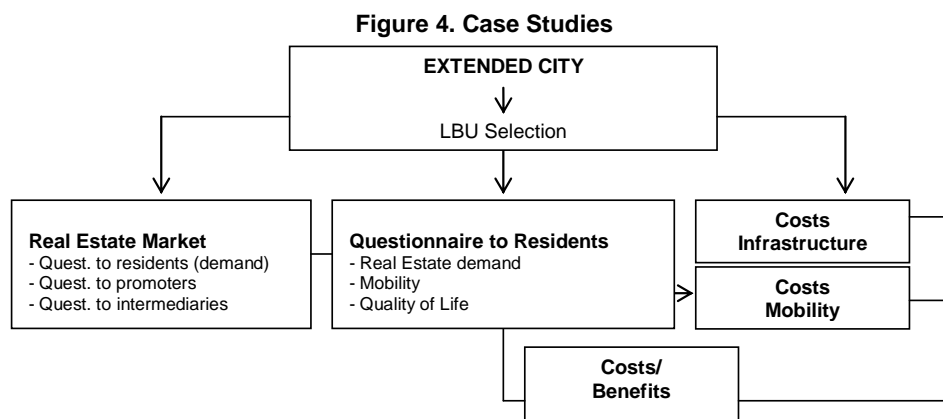 Figure 4. Case Studies
EXTENDED CITY
LBU Selection
Real Estate Market
- Quest. to residents (demand)
- Quest. to promoters
- Quest. to intermediaries
Questionnaire to Residents
- Real Estate demand
- Mobility
- Quality of Life
Costs
Infrastructure
Costs
Mobility
Costs/
Benefits